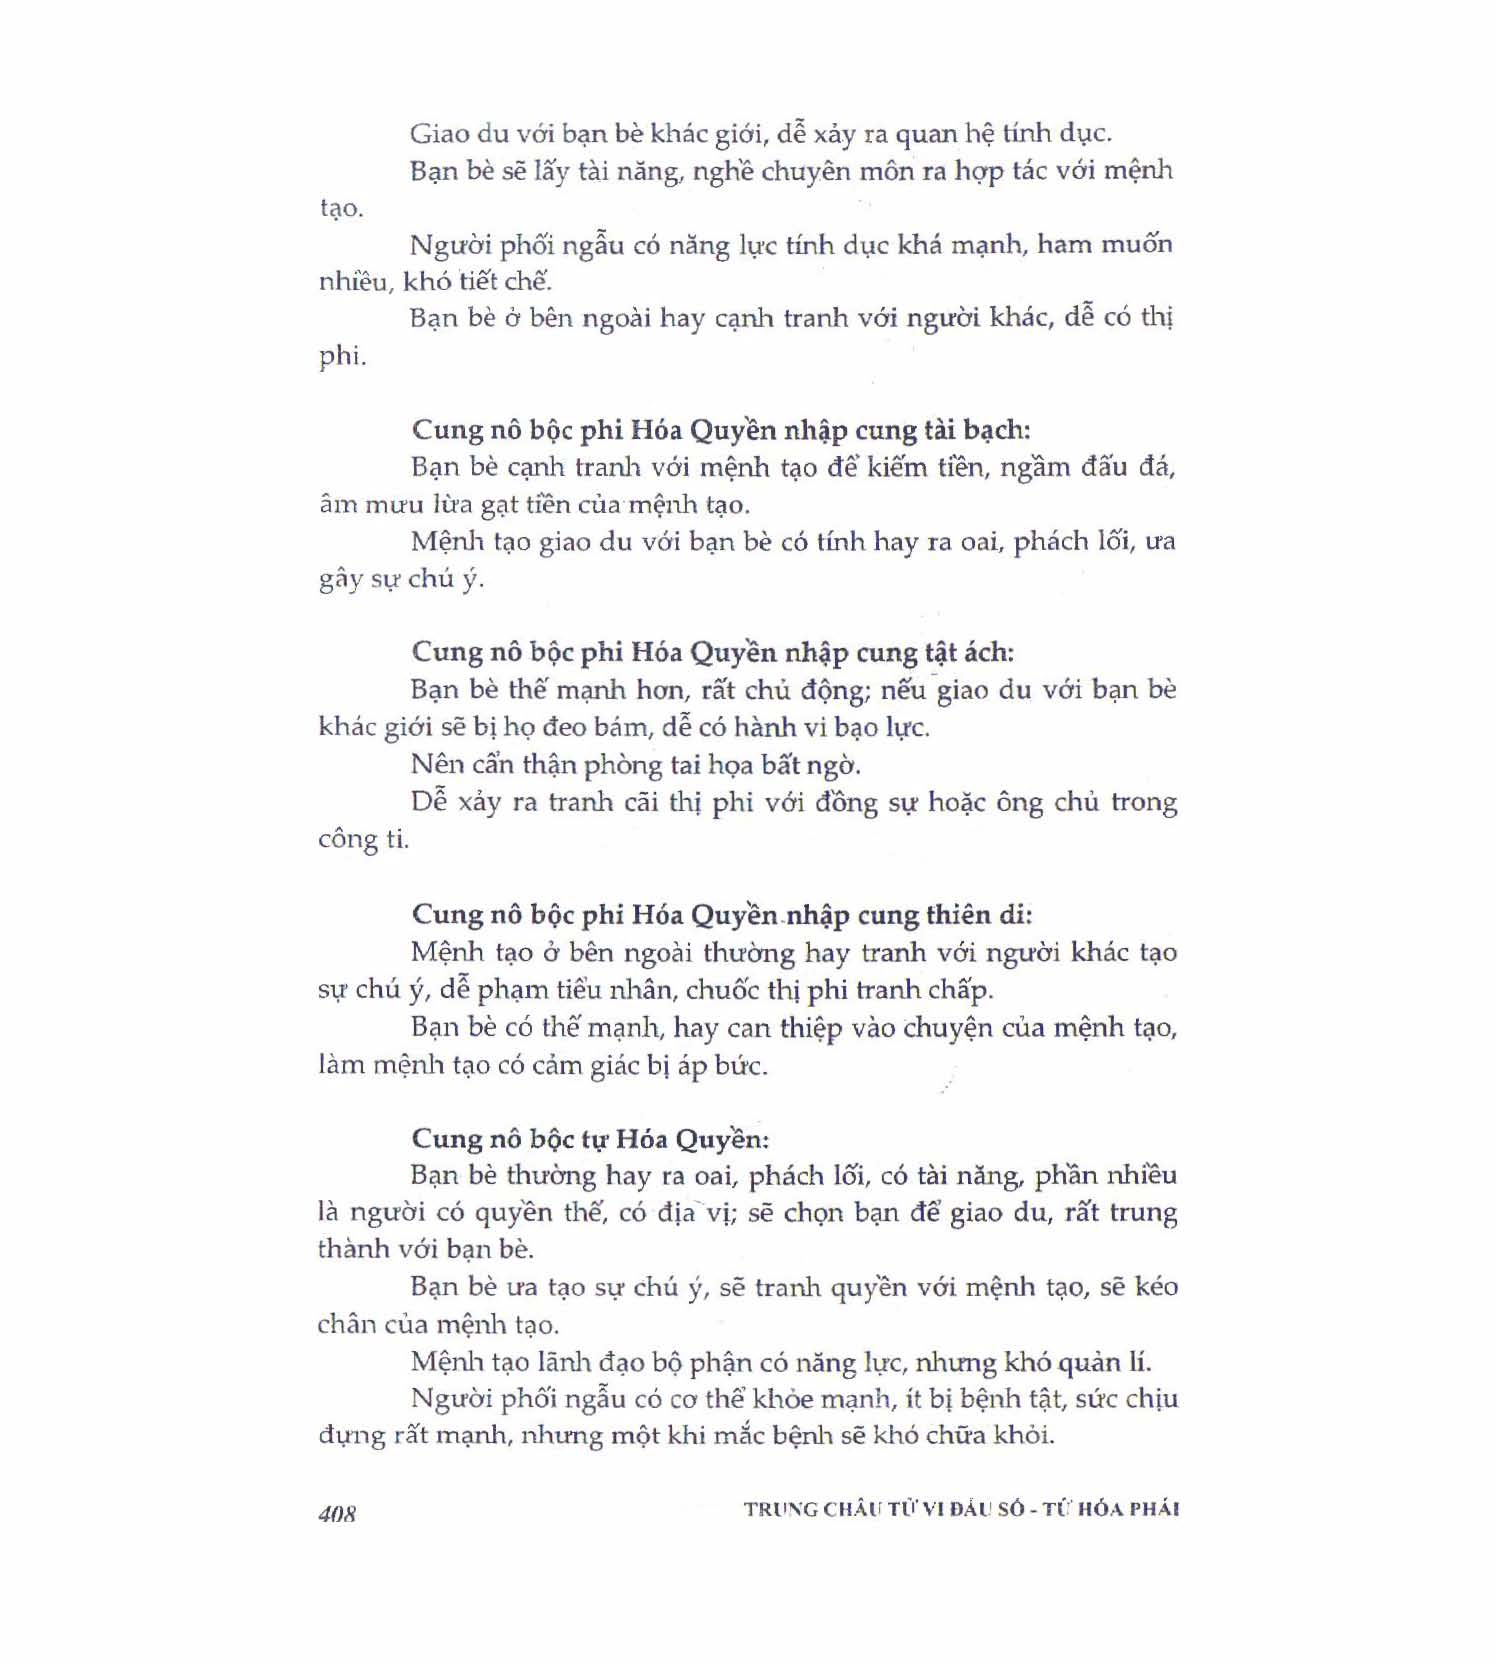 Giao du với bạn bè khác giới, dễ xảy ra quan hệ tính dục.
Bạn bè sẽ lấy tài năng, nghề chuyên môn ra hợp tác với mệnh
tạo.
Người phối ngẫu có năng lực tính dục khá mạnh, ham muốn
nhiều, khó tiết chế.
Bạn bè ở bên ngoài hay cạnh tranh với người khác, dễ có thị
phi.
Cung nô bộc phi Hóa Quyền nhập cung tài bạch:
Bạn bè cạnh tranh với mệnh tạo để kiếm tiền, ngầm đấu đá,
âm mưu lừa gạt tiền của mệnh tạo.
Mệnh tạo giao du với bạn bè có tính hay ra oai, phách lối, ưa
gây sự chú ý.
Cung nô bộc phi Hóa Quyền nhập cung tật ách:
Bạn bè thế mạnh hơn, rất chủ động; nếu giao du với bạn bè
khác giới sẽ bị họ đeo bám, dễ có hành vi bạo lực.
Nên cẩn thận phòng tai họa bất ngờ.
Dễ xảy ra tranh cãi thị phi với đồng sự hoặc ông chủ trong
công ti.
Cung nô bộc phi Hóa Quyền nhập cung thiên di:
Mệnh tạo ở bên ngoài thường hay tranh với người khác tạo
sự chú ý, dễ phạm tiểu nhân, chuốc thị phi tranh chấp.
Bạn bè có thế mạnh, hay can thiệp vào chuyện của mệnh tạo,
làm mệnh tạo có cảm giác bị áp bức.
Cung nô bộc tự Hóa Quyền:
Bạn bè thường hay ra oai, phách lối, có tài năng, phần nhiều
là người có quyền thế, có địa vị; sẽ chọn bạn để giao du, rất trung
thành với bạn bè.
Bạn bè ưa tạo sự chú ý, sẽ tranh quyền với mệnh tạo, sẽ kéo
chân của mệnh tạo.
Mệnh tạo lãnh đạo bộ phận có năng lực, nhưng khó quản lí.
Người phối ngẫu có cơ thể khỏe mạnh, ít bị bệnh tật, sức chịu
đựng rất mạnh, nhưng một khi mắc bệnh sẽ khó chữa khỏi.
408
TRUNG CHÂU TỬ VI ĐẨU SỐ - TỨ HÓA PHÁI